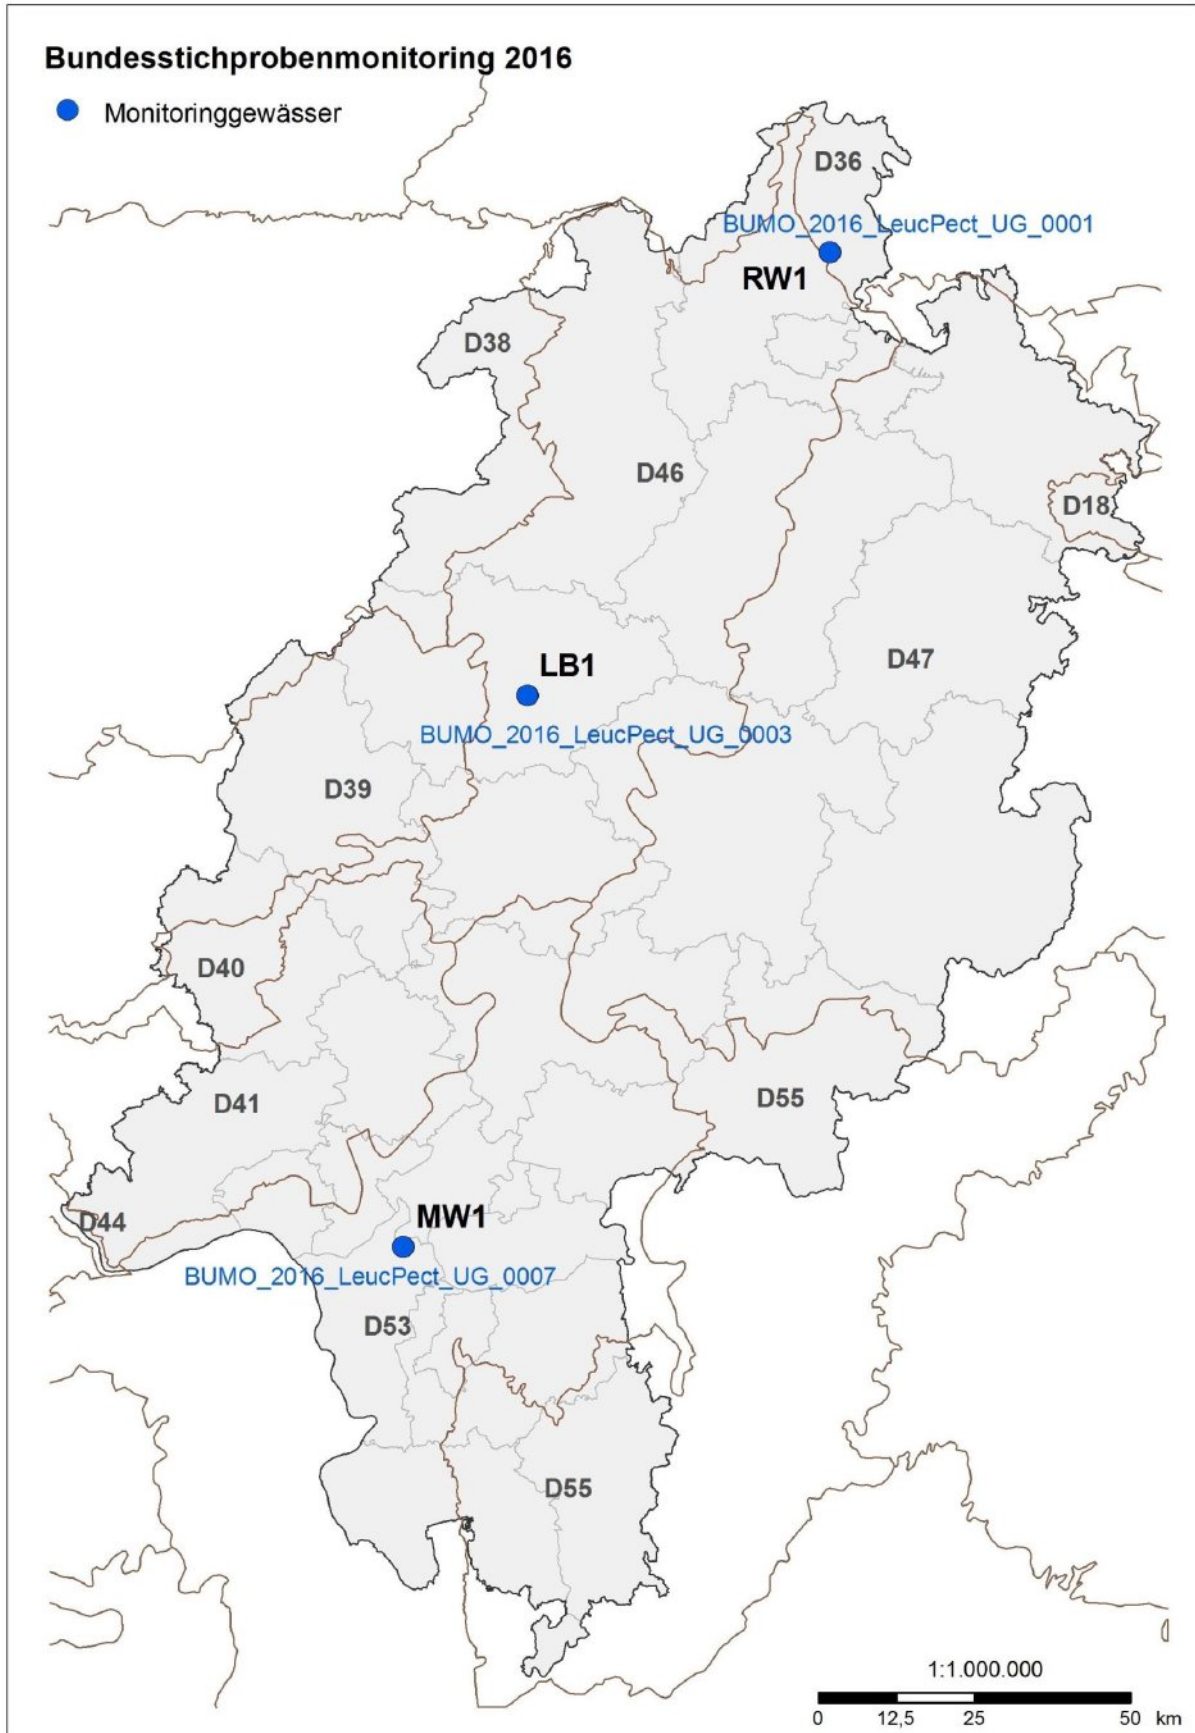 Bundesstichprobenmonitoring 2016
Monitoringgewässer
D36
BUMO_2016_LeucPect_UG_0001
RW1
D38
D46
D18
LB1
D47
BUMO_2016_LeucPect_UG_0003
D39
D40
D41
D55
D44
MW1
BUMO_2016_LeucPect_UG_0007
D53
D55
1:1.000.000
0 12,5 25 50 km